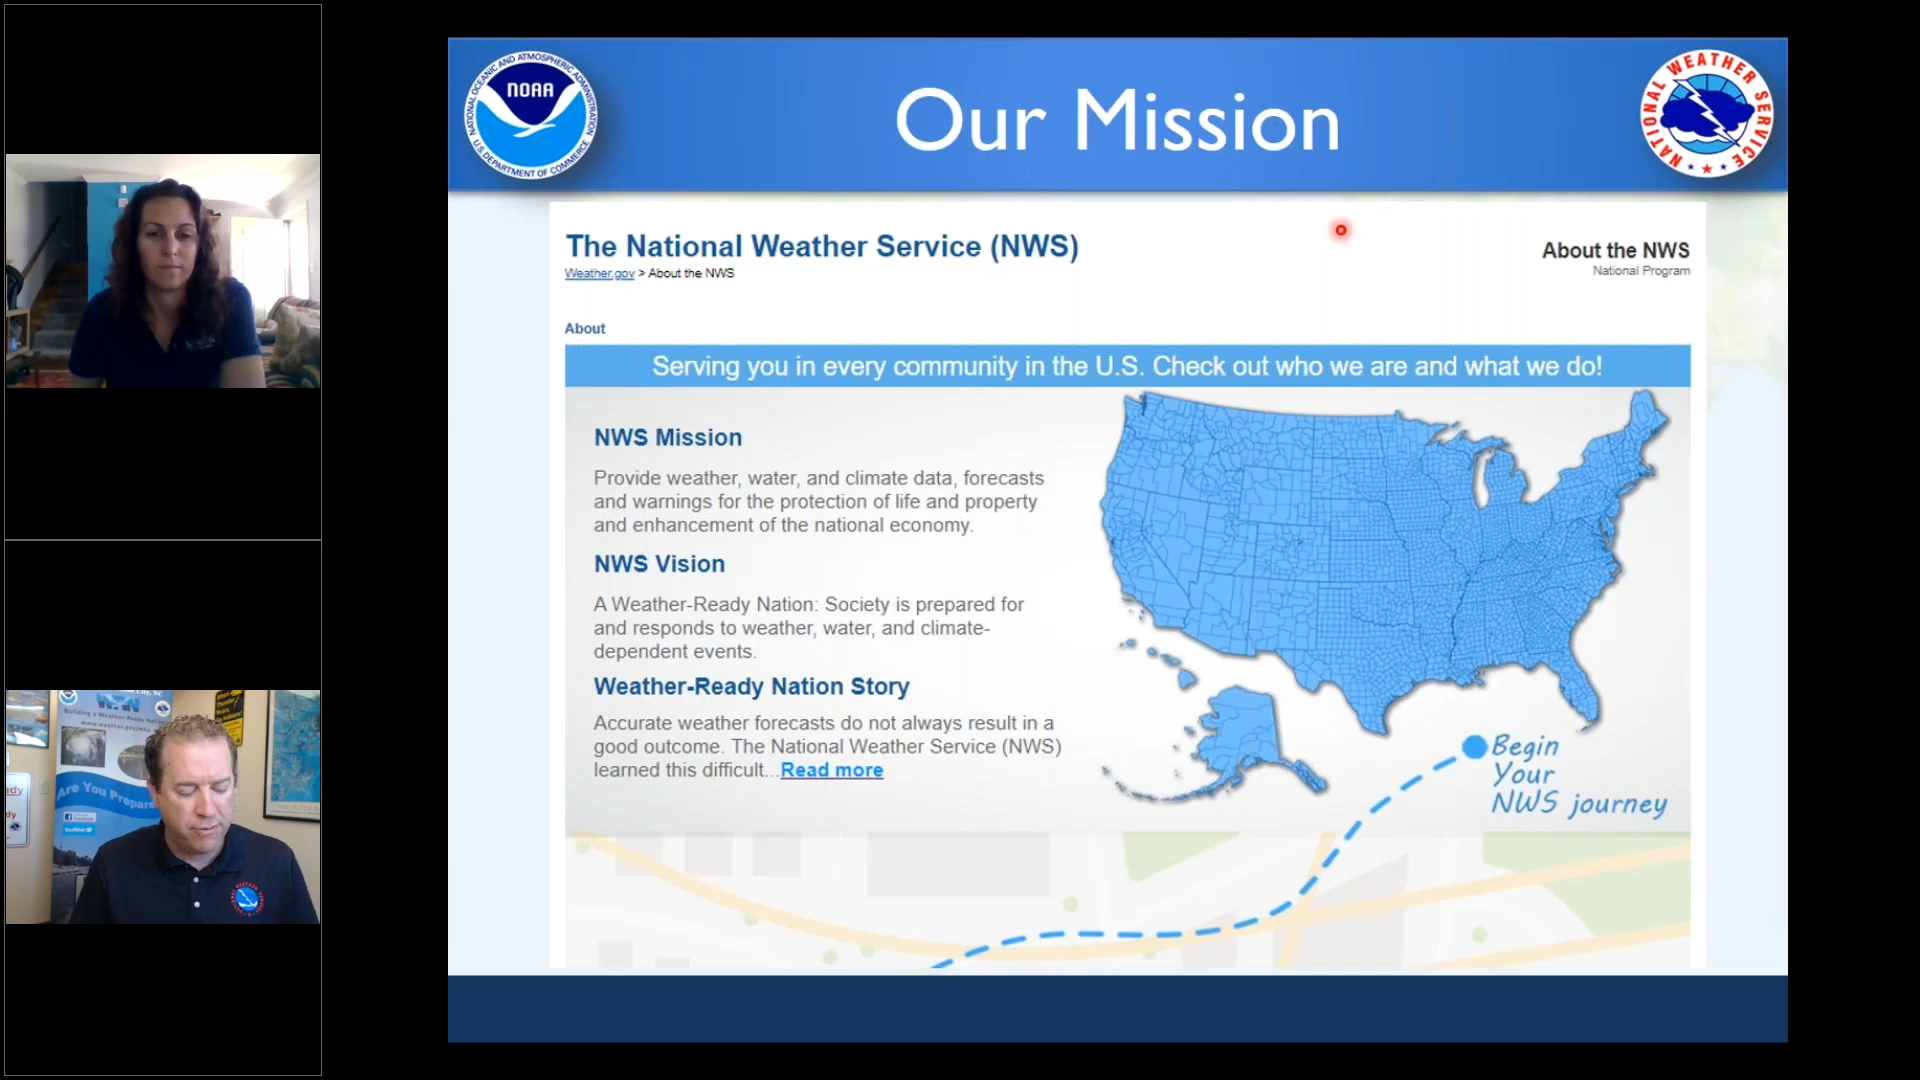 Our Mission
NATIONAL OCEANIC AND ATMOSPHERIC ADMINISTRATION
NOAA
U.S. DEPARTMENT OF COMMERCE
NATIONAL WEATHER SERVICE
The National Weather Service (NWS)
Weather.gov > About the NWS
About the NWS
National Program
About
Serving you in every community in the U.S. Check out who we are and what we do!
NWS Mission
Provide weather, water, and climate data, forecasts
and warnings for the protection of life and property
and enhancement of the national economy.
NWS Vision
A Weather-Ready Nation: Society is prepared for
and responds to weather, water, and climate-
dependent events.
Weather-Ready Nation Story
Accurate weather forecasts do not always result in a
good outcome. The National Weather Service (NWS)
learned this difficult...Read more
Begin
Your
NWS journey
Building a Weather-Ready
Are You